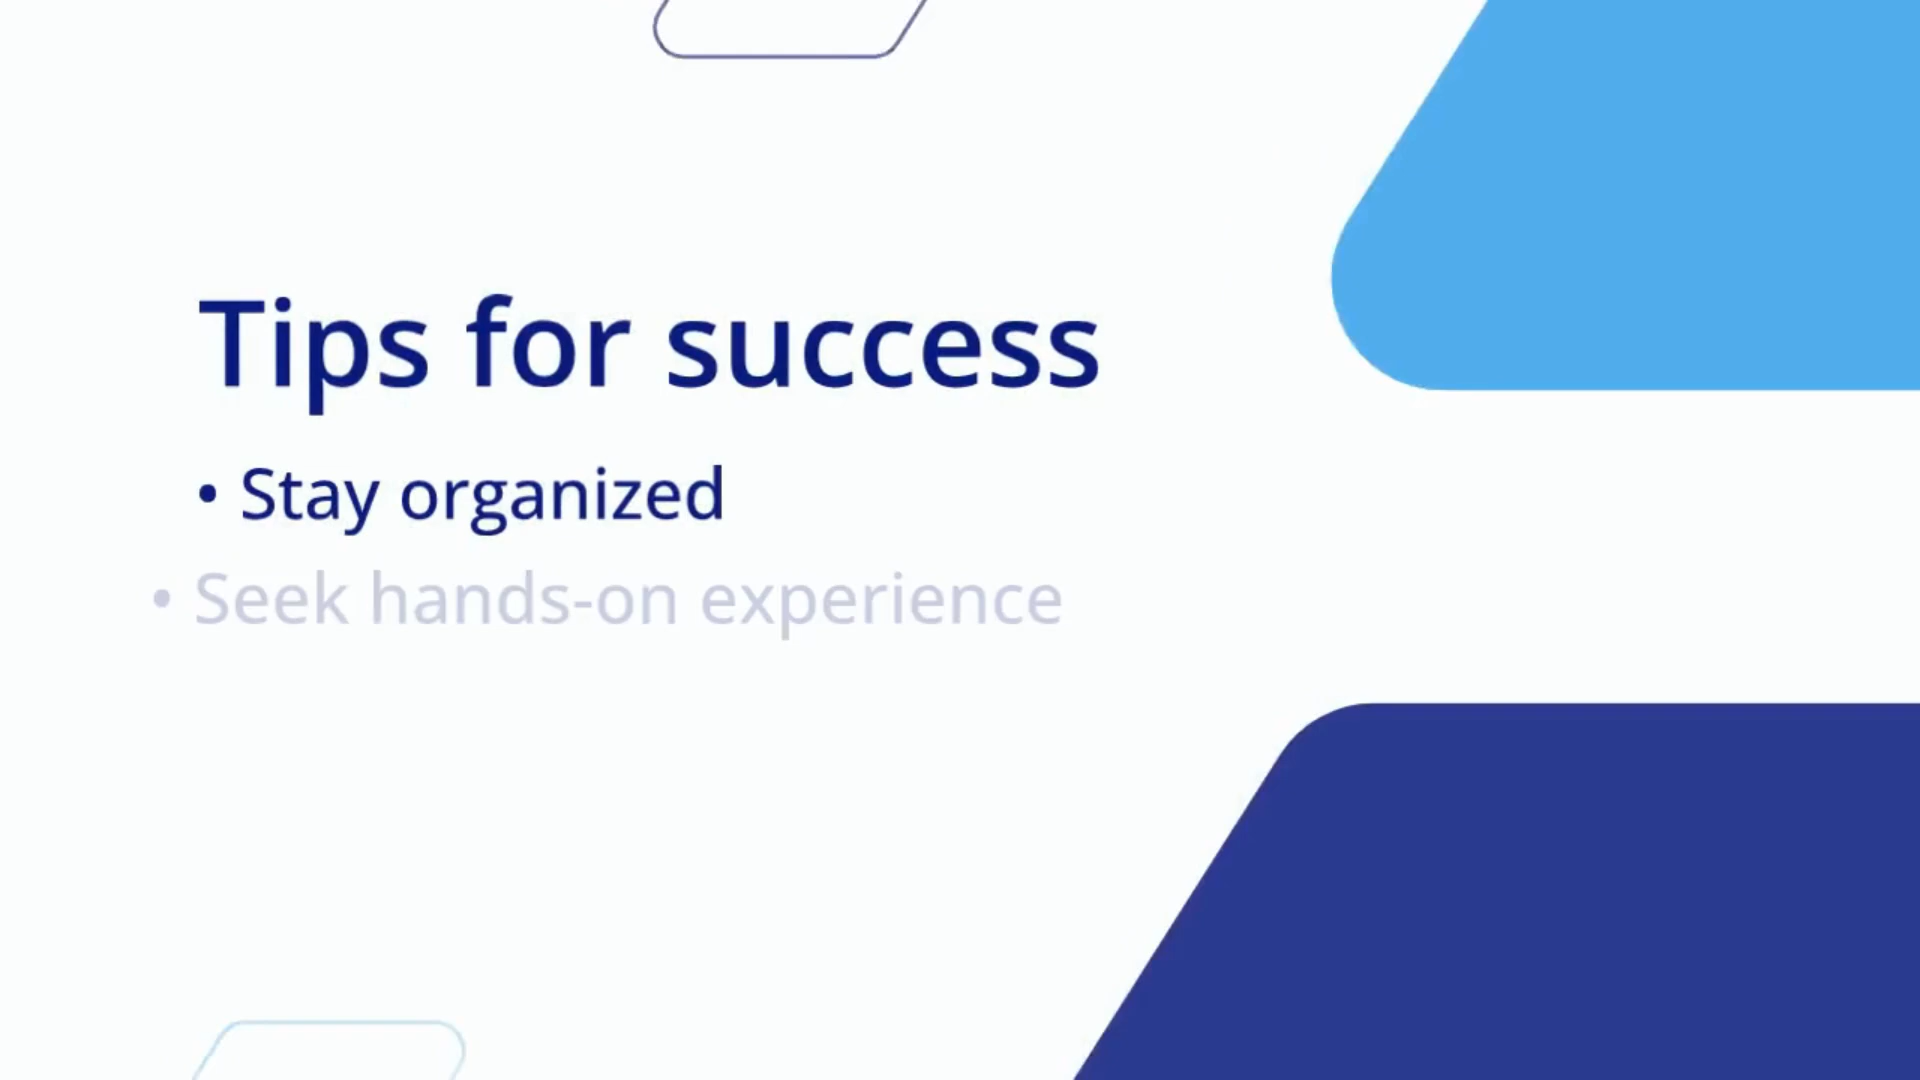 Tips for success
• Stay organized
• Seek hands-on experience